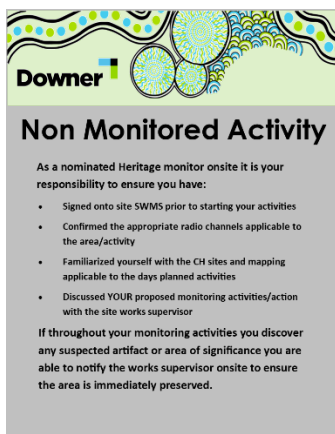 Downer
Non Monitored Activity
As a nominated Heritage monitor onsite it is your
responsibility to ensure you have:
• Signed onto site SWMS prior to starting your activities
• Confirmed the appropriate radio channels applicable to
the area/activity
• Familiarized yourself with the CH sites and mapping
applicable to the days planned activities
• Discussed YOUR proposed monitoring activities/action
with the site works supervisor
If throughout your monitoring activities you discover
any suspected artifact or area of significance you are
able to notify the works supervisor onsite to ensure
the area is immediately preserved.